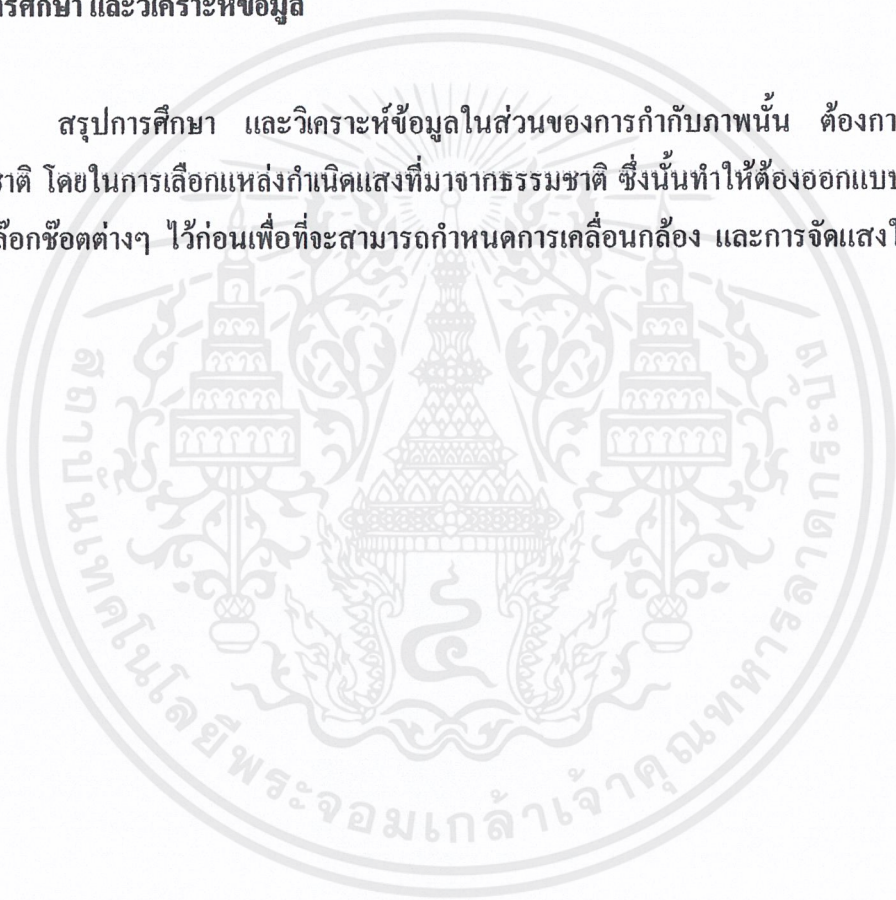 รศึกษา และวิเคราะห์ข้อมูล
สรุปการศึกษา และวิเคราะห์ข้อมูลในส่วนของการกำกับภาพนั้น ต้องกา
าติ โดยในการเลือกแหล่งกำเนิดแสงที่มาจากธรรมชาติ ซึ่งนั้นทำให้ต้องออกแบบ
ล๊อกช๊อตต่างๆ ไว้ก่อนเพื่อที่จะสามารถกำหนดการเคลื่อนกล้อง และการจัดแสงใ
สถาบันเทคโนโลยีพระจอมเกล้าเจ้าคุณทหารลาดกระบัง
๔